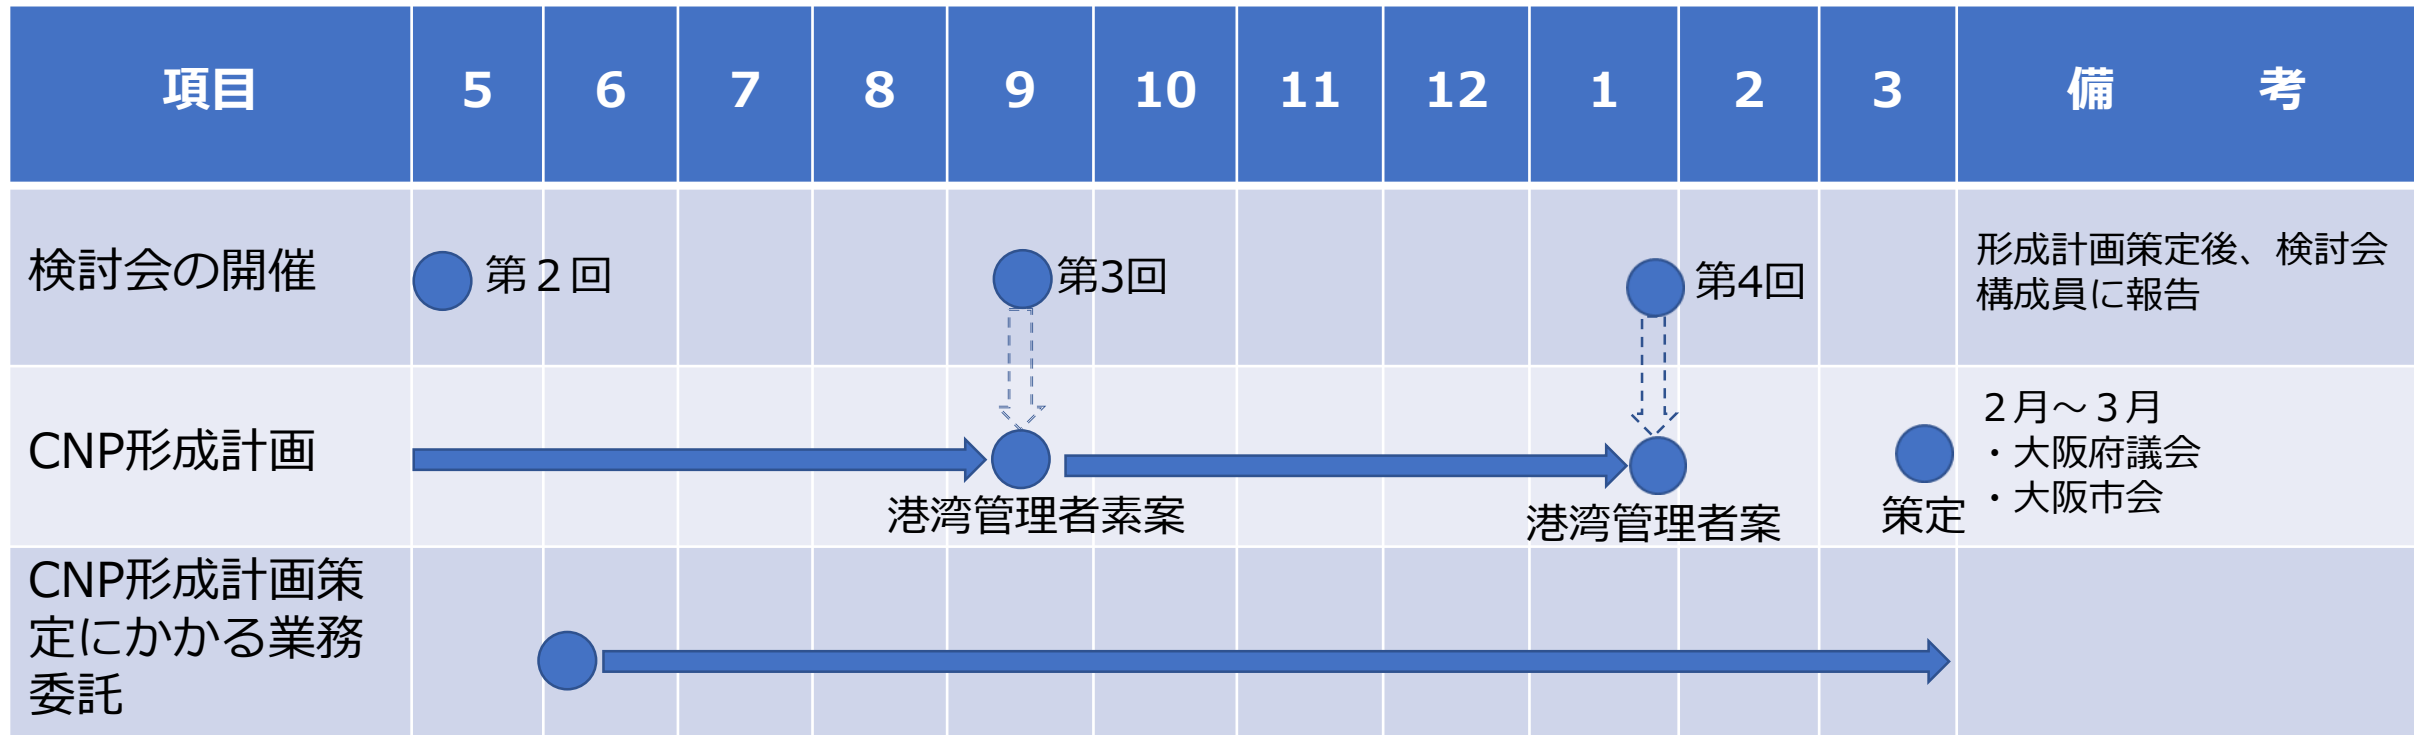 項目 5 6 7 8 9 10 11 12 1 2 3 備　考
検討会の開催
第２回
第3回
第4回
形成計画策定後、検討会
構成員に報告
CNP形成計画
港湾管理者素案
港湾管理者案
策定
２月～３月
・大阪府議会
・大阪市会
CNP形成計画策
定にかかる業務
委託